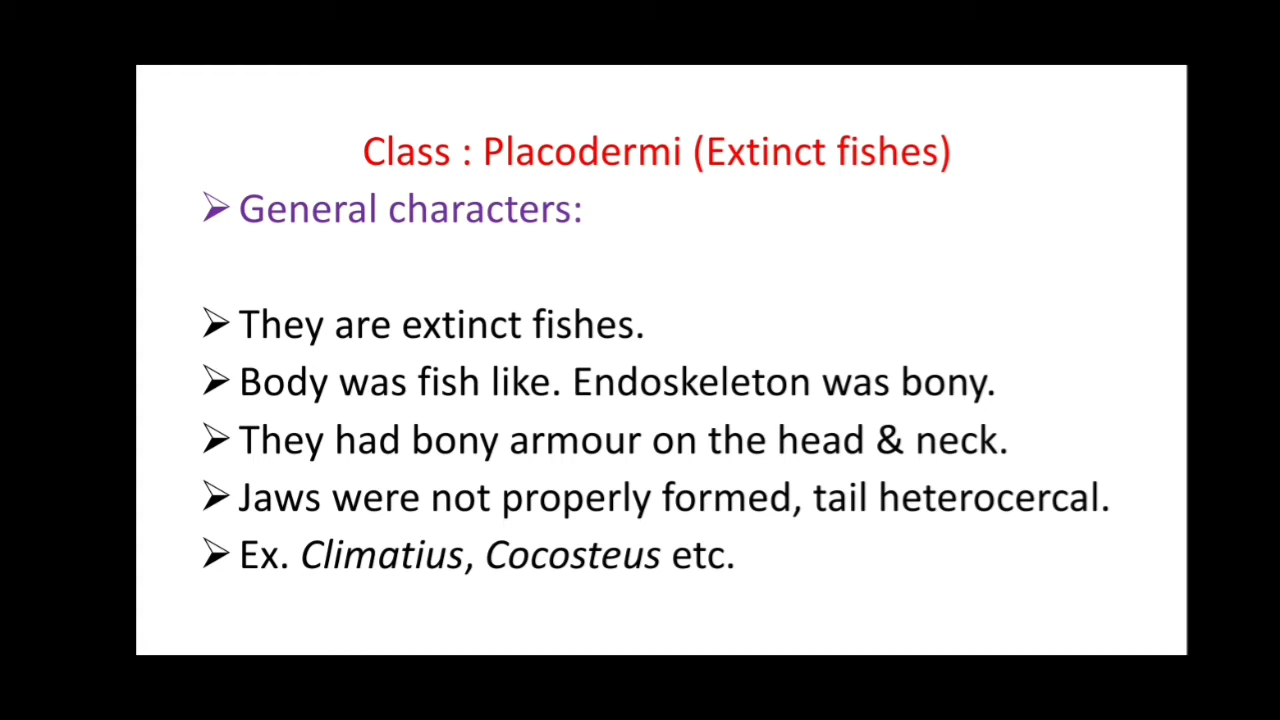 Class : Placodermi (Extinct fishes)
➢ General characters:
➢ They are extinct fishes.
➢ Body was fish like. Endoskeleton was bony.
➢ They had bony armour on the head & neck.
➢ Jaws were not properly formed, tail heterocercal.
➢ Ex. Climatius, Cocosteus etc.